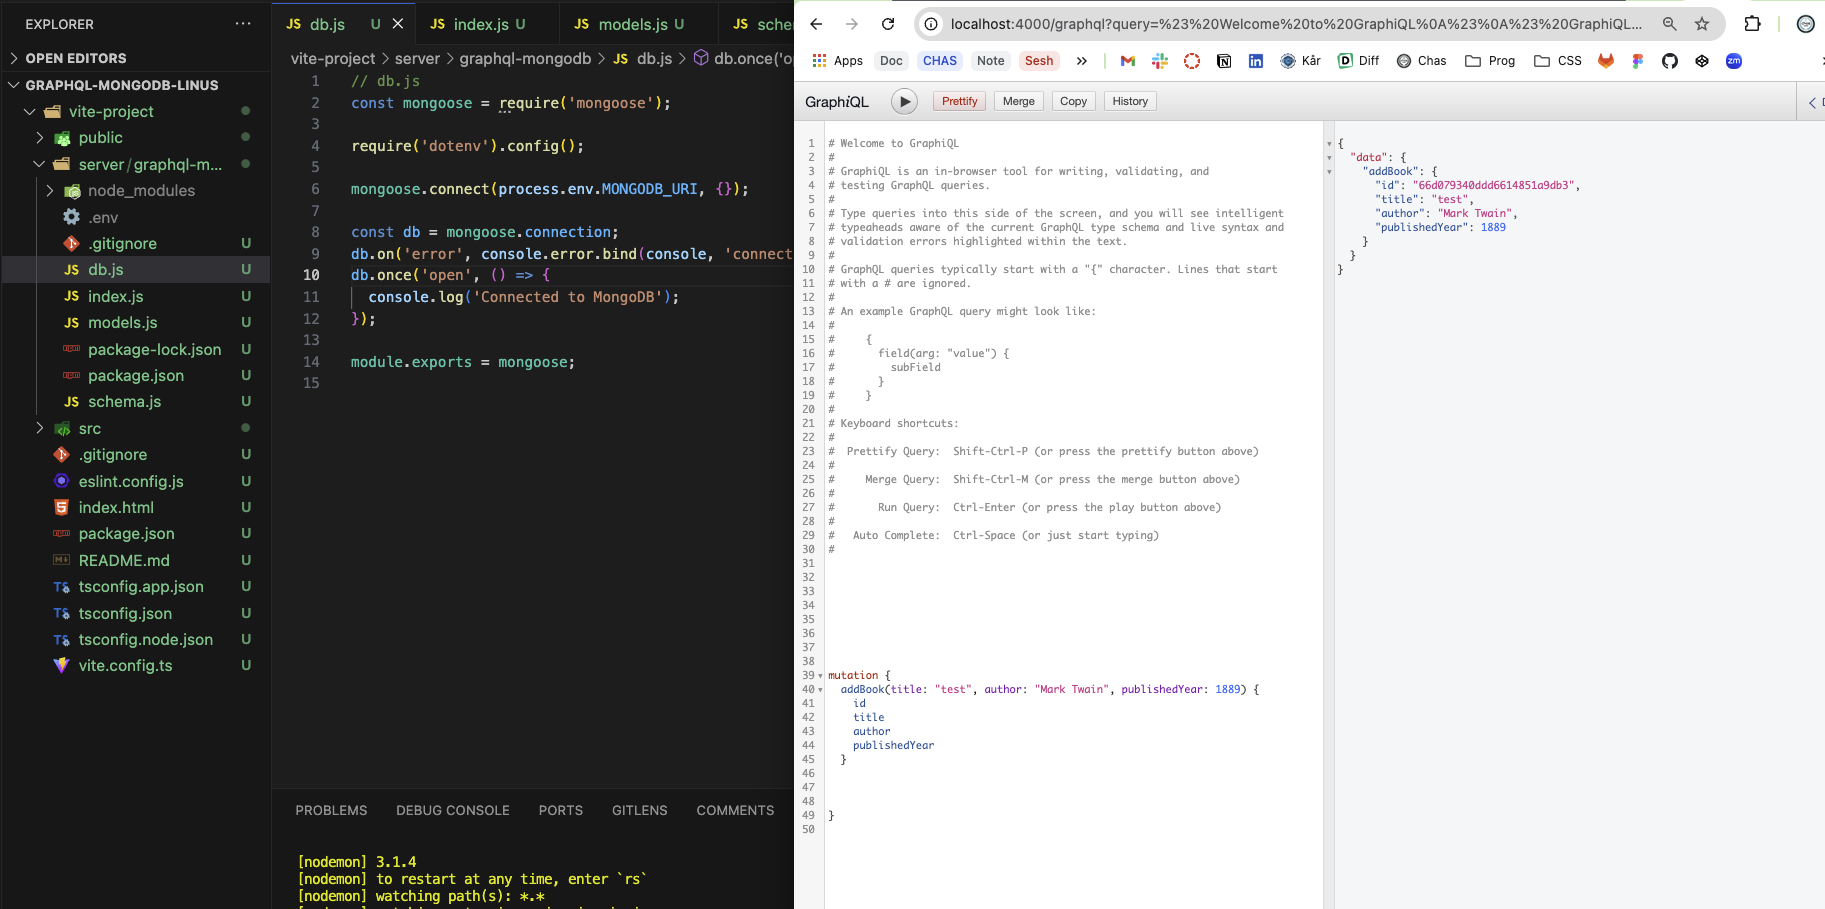 EXPLORER
OPEN EDITORS
GRAPHQL-MONGODB-LINUS
vite-project
public
server/graphql-m...
node_modules
.env
.gitignore U
JS db.js U
JS index.js U
JS models.js U
package-lock.json U
package.json U
JS schema.js U
src
.gitignore U
eslint.config.js U
index.html U
package.json U
README.md U
TS tsconfig.app.json U
TS tsconfig.json U
TS tsconfig.node.json U
vite.config.ts U
JS db.js U JS index.js U JS models.js U JS sche
vite-project > server > graphql-mongodb > JS db.js > db.once('o
1 // db.js
2 const mongoose = require('mongoose');
3
4 require('dotenv').config();
5
6 mongoose.connect(process.env.MONGODB_URI, {});
7
8 const db = mongoose.connection;
9 db.on('error', console.error.bind(console, 'connect
10 db.once('open', () => {
11 console.log('Connected to MongoDB');
12 });
13
14 module.exports = mongoose;
15
PROBLEMS DEBUG CONSOLE PORTS GITLENS COMMENTS
[nodemon] 3.1.4
[nodemon] to restart at any time, enter `rs`
[nodemon] watching path(s): *.*
localhost:4000/graphql?query=%23%20Welcome%20to%20GraphiQL%0A%23%0A%23%20GraphiQL...
Apps Doc CHAS Note Sesh » Kår Diff Chas Prog CSS zm
GraphiQL Prettify Merge Copy History
1 # Welcome to GraphiQL
2 #
3 # GraphiQL is an in-browser tool for writing, validating, and
4 # testing GraphQL queries.
5 #
6 # Type queries into this side of the screen, and you will see intelligent
7 # typeaheads aware of the current GraphQL type schema and live syntax and
8 # validation errors highlighted within the text.
9 #
10 # GraphQL queries typically start with a "{" character. Lines that start
11 # with a # are ignored.
12 #
13 # An example GraphQL query might look like:
14 #
15 # {
16 # field(arg: "value") {
17 # subField
18 # }
19 # }
20 #
21 # Keyboard shortcuts:
22 #
23 # Prettify Query: Shift-Ctrl-P (or press the prettify button above)
24 #
25 # Merge Query: Shift-Ctrl-M (or press the merge button above)
26 #
27 # Run Query: Ctrl-Enter (or press the play button above)
28 #
29 # Auto Complete: Ctrl-Space (or just start typing)
30 #
31
32
33
34
35
36
37
38
39 mutation {
40 addBook(title: "test", author: "Mark Twain", publishedYear: 1889) {
41 id
42 title
43 author
44 publishedYear
45 }
46
47
48
49 }
50
{
"data": {
"addBook": {
"id": "66d079340ddd6614851a9db3",
"title": "test",
"author": "Mark Twain",
"publishedYear": 1889
}
}
}